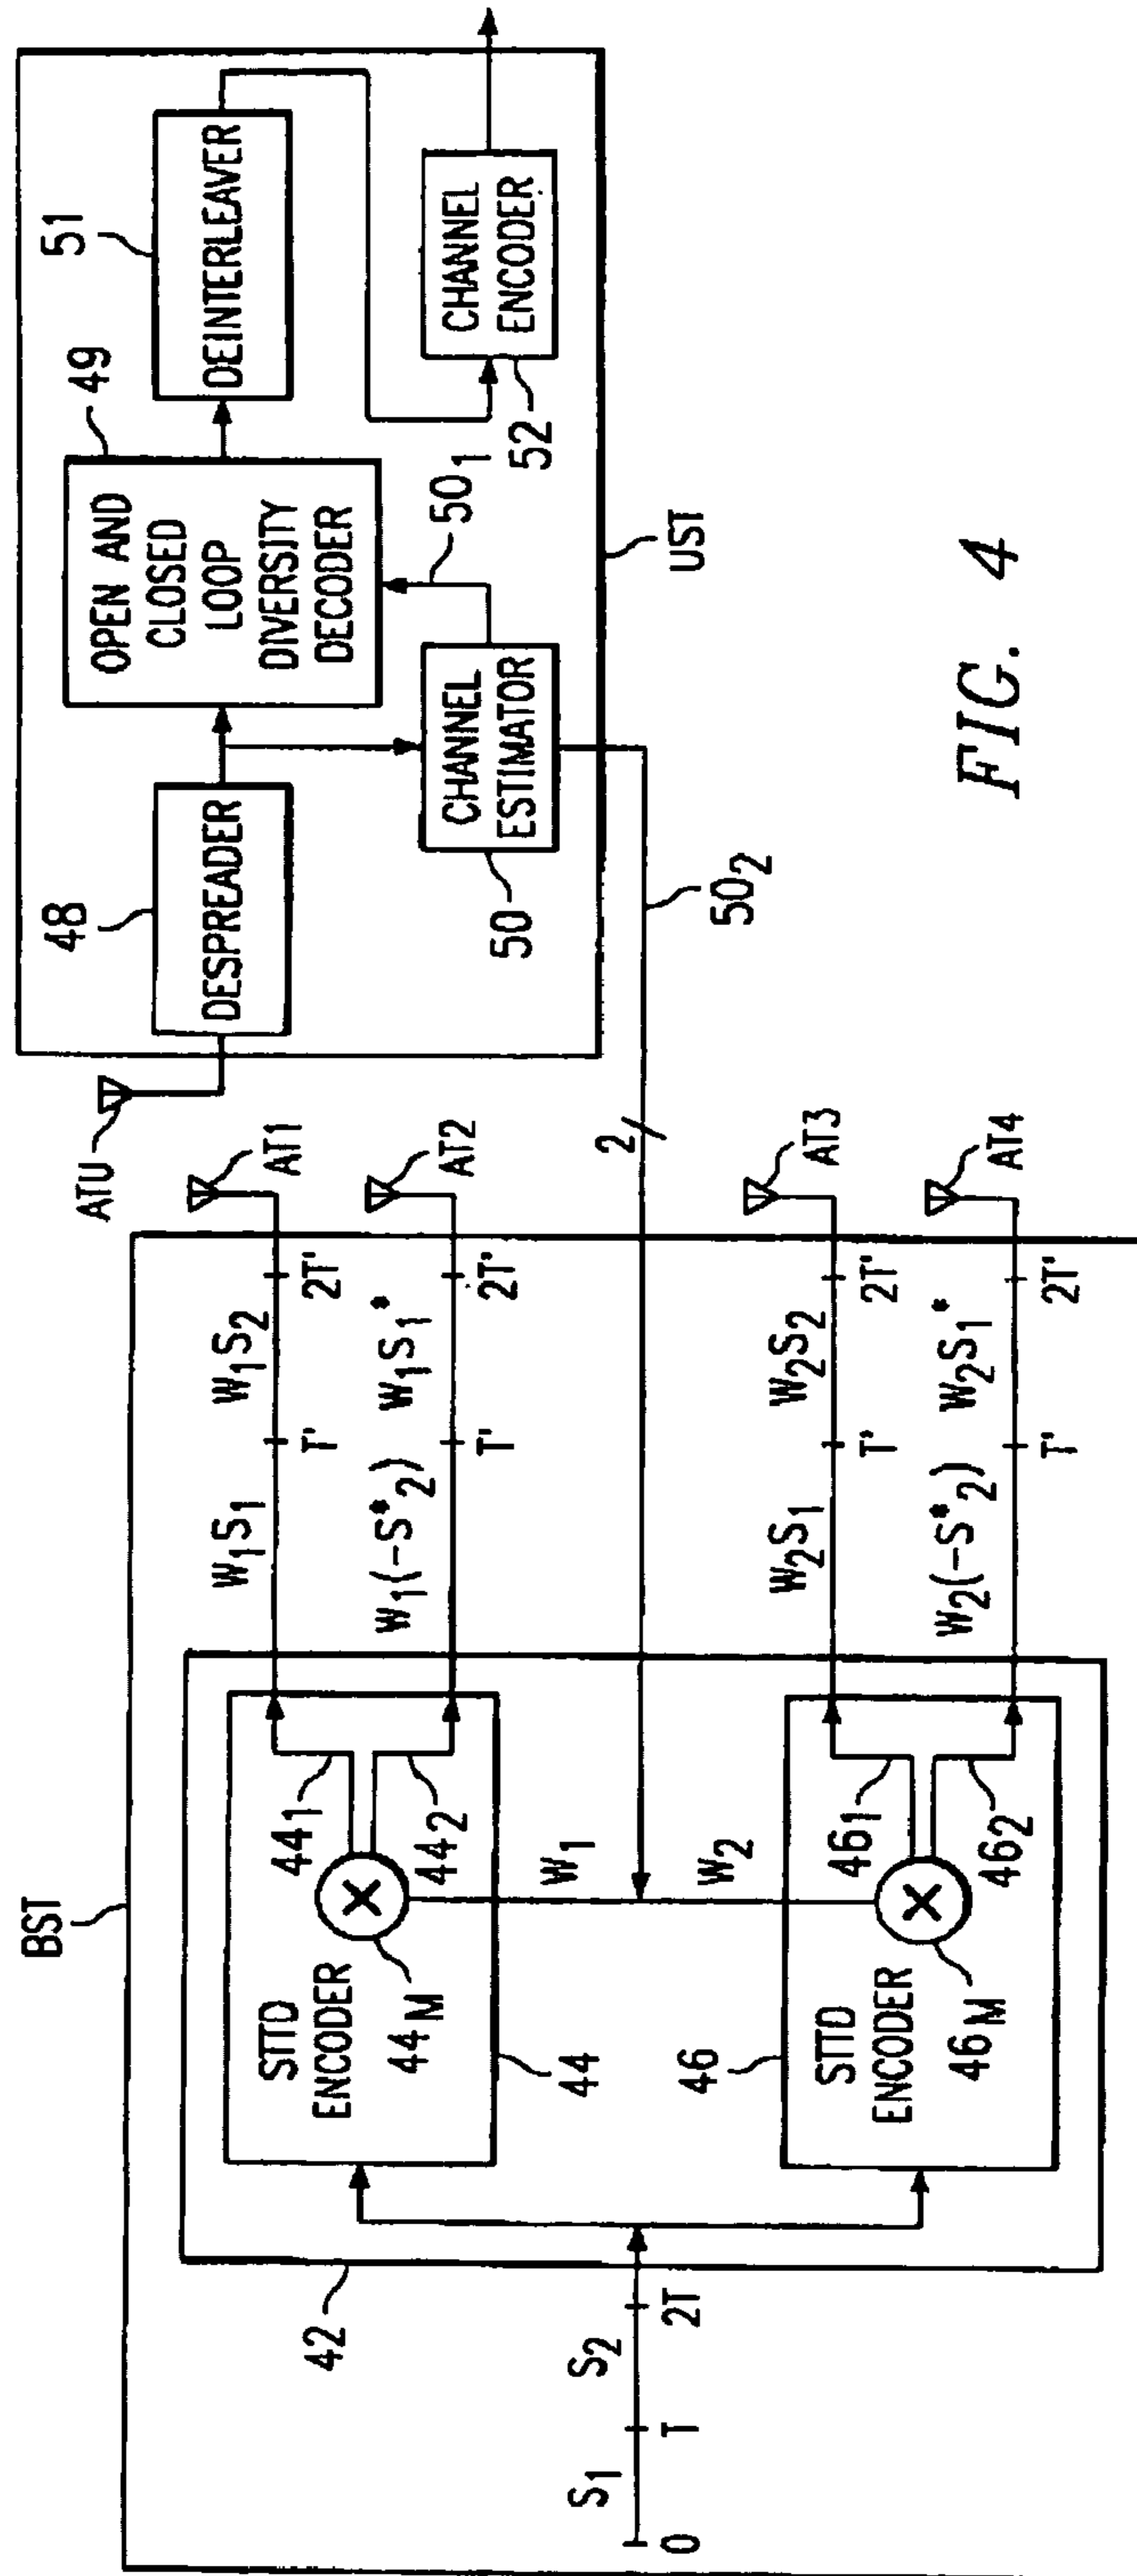 BST
42
S1
S2
0
T
2T
STTD
ENCODER
44M
44
441
442
W1
W2
STTD
ENCODER
46M
46
461
462
W1S1
W1S2
T'
2T'
AT1
W1(-S*2)
W1S1*
T'
2T'
AT2
W2S1
W2S2
T'
2T'
AT3
W2(-S*2)
W2S1*
T'
2T'
AT4
2
502
ATU
48
DESPREADER
49
OPEN AND
CLOSED
LOOP
DIVERSITY
DECODER
51
DEINTERLEAVER
50
CHANNEL
ESTIMATOR
501
52
CHANNEL
ENCODER
UST
FIG. 4